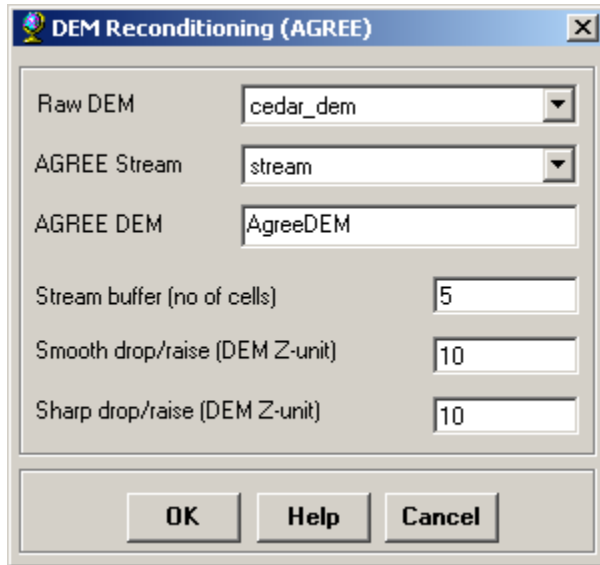 DEM Reconditioning (AGREE)
Raw DEM cedar_dem
AGREE Stream stream
AGREE DEM AgreeDEM
Stream buffer (no of cells) 5
Smooth drop/raise (DEM Z-unit) 10
Sharp drop/raise (DEM Z-unit) 10
OK Help Cancel